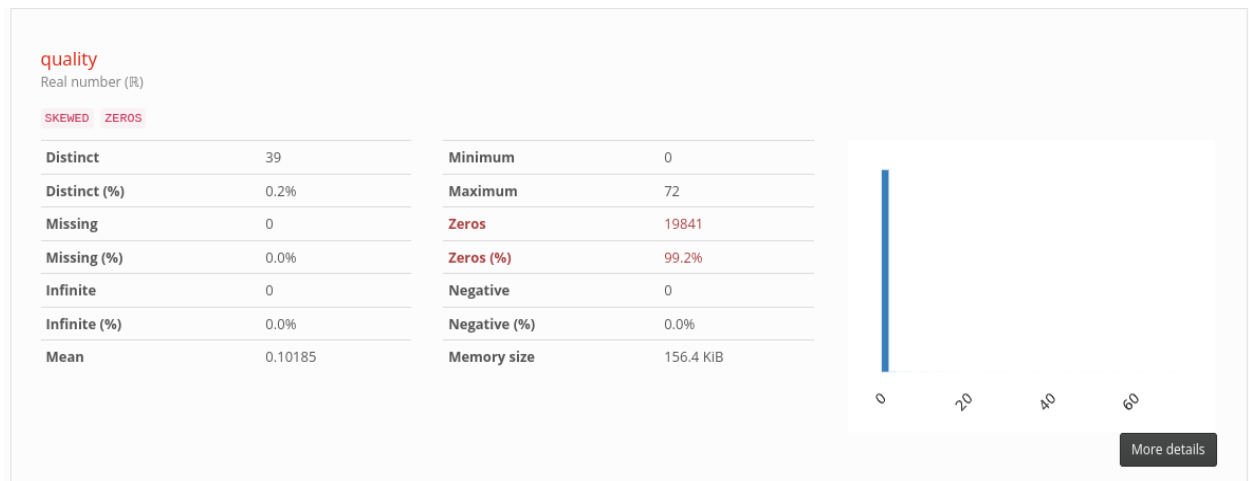 quality
Real number (ℝ)
SKEWED ZEROS
Distinct 39
Distinct (%) 0.2%
Missing 0
Missing (%) 0.0%
Infinite 0
Infinite (%) 0.0%
Mean 0.10185
Minimum 0
Maximum 72
Zeros 19841
Zeros (%) 99.2%
Negative 0
Negative (%) 0.0%
Memory size 156.4 KiB
0 20 40 60
More details